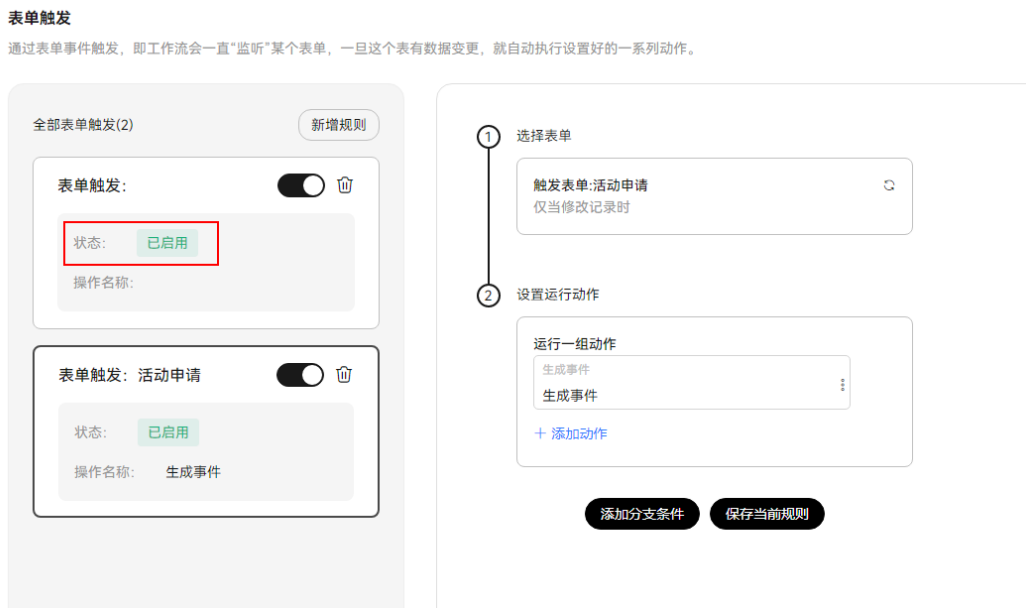 表单触发
通过表单事件触发，即工作流会一直“监听”某个表单，一旦这个表有数据变更，就自动执行设置好的一系列动作。
全部表单触发(2)
新增规则
表单触发：
状态：
已启用
操作名称：
表单触发：活动申请
状态：
已启用
操作名称：
生成事件
1
选择表单
触发表单:活动申请
仅当修改记录时
2
设置运行动作
运行一组动作
生成事件
生成事件
+ 添加动作
添加分支条件
保存当前规则